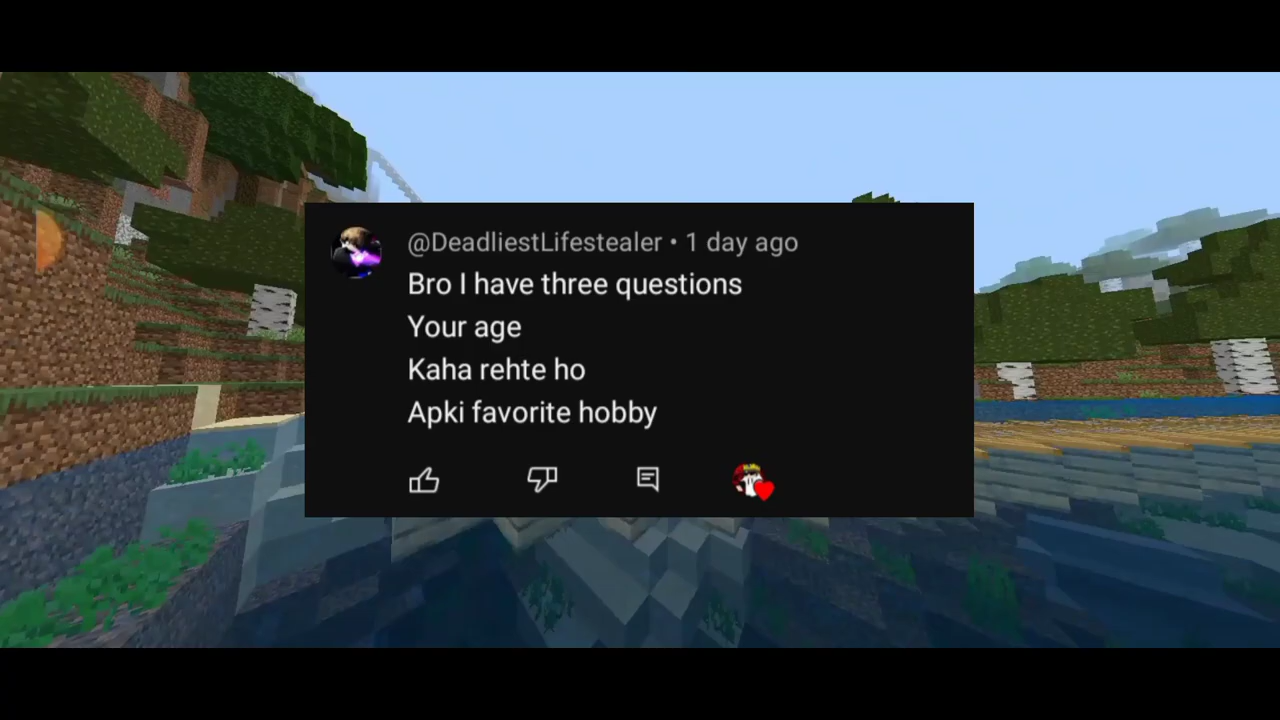 @DeadliestLifestealer • 1 day ago
Bro I have three questions
Your age
Kaha rehte ho
Apki favorite hobby